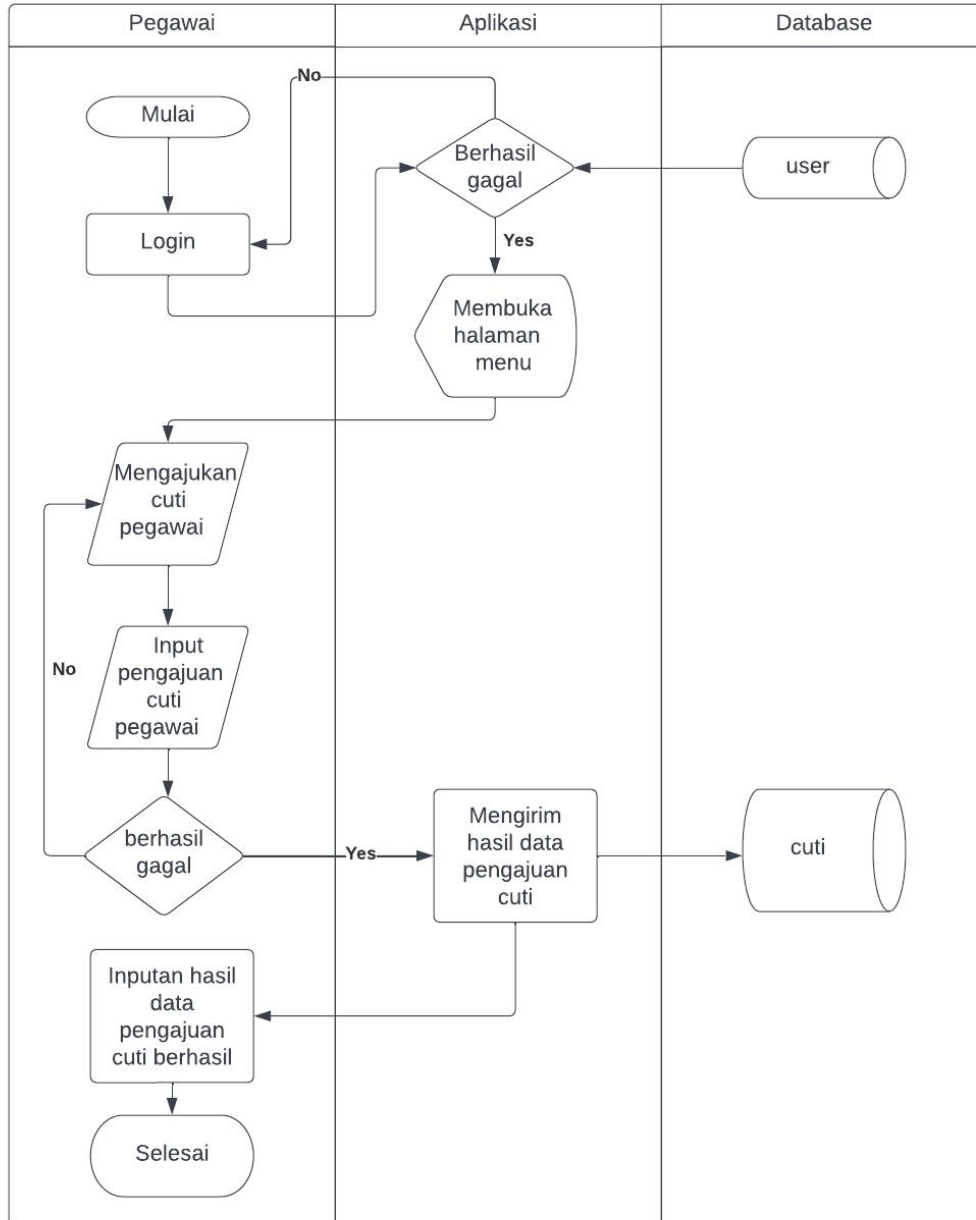 Pegawai
Aplikasi
Database
No
Mulai
Berhasil
gagal
user
Login
Yes
Membuka
halaman
menu
Mengajukan
cuti
pegawai
Input
pengajuan
cuti
pegawai
No
berhasil
gagal
Yes
Mengirim
hasil data
pengajuan
cuti
cuti
Inputan hasil
data
pengajuan
cuti berhasil
Selesai